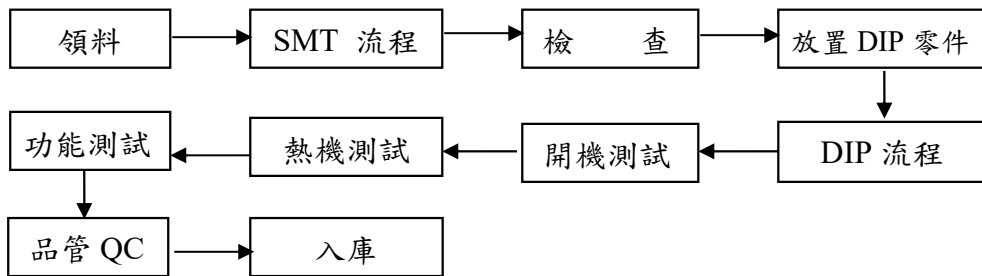 領料 SMT 流程 檢 查 放置 DIP 零件
功能測試 熱機測試 開機測試 DIP 流程
品管 QC 入庫